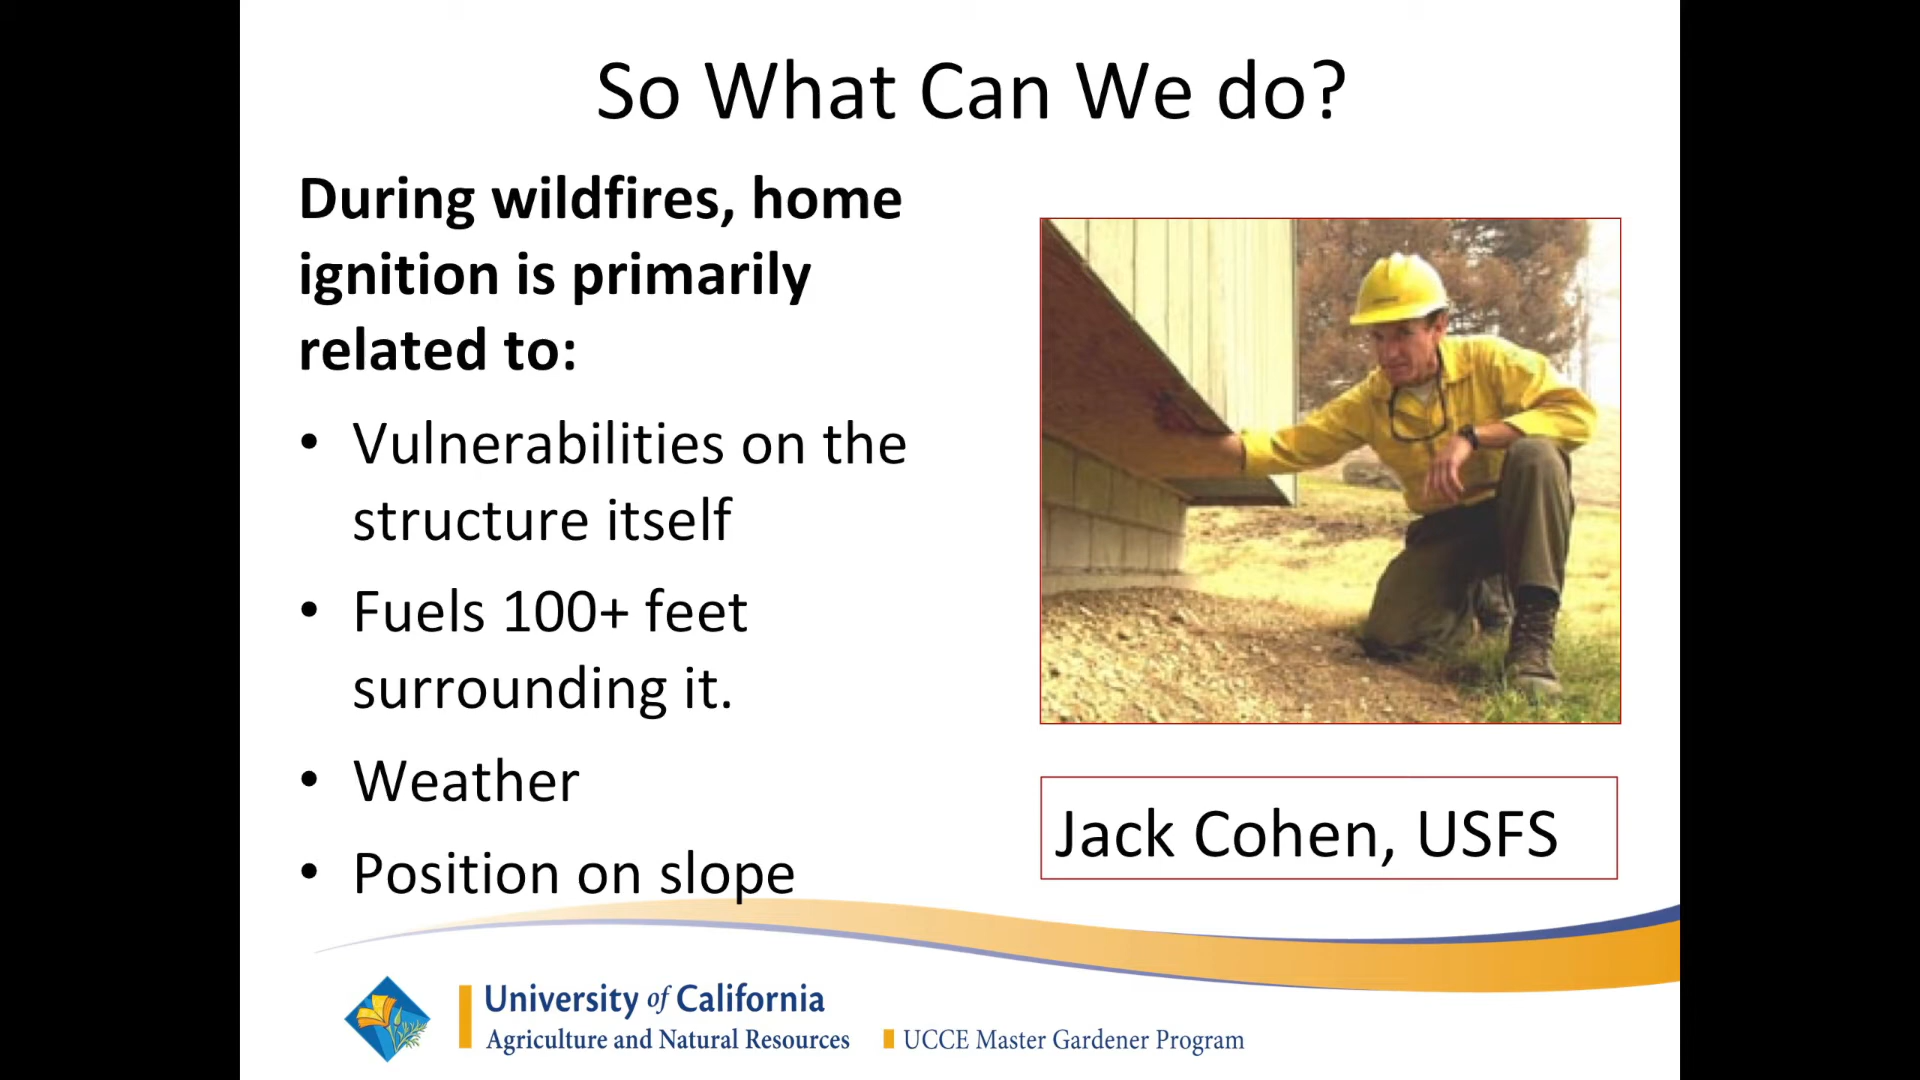 So What Can We do?
During wildfires, home
ignition is primarily
related to:
• Vulnerabilities on the
structure itself
• Fuels 100+ feet
surrounding it.
• Weather
• Position on slope
Jack Cohen, USFS
University of California
Agriculture and Natural Resources
UCCE Master Gardener Program